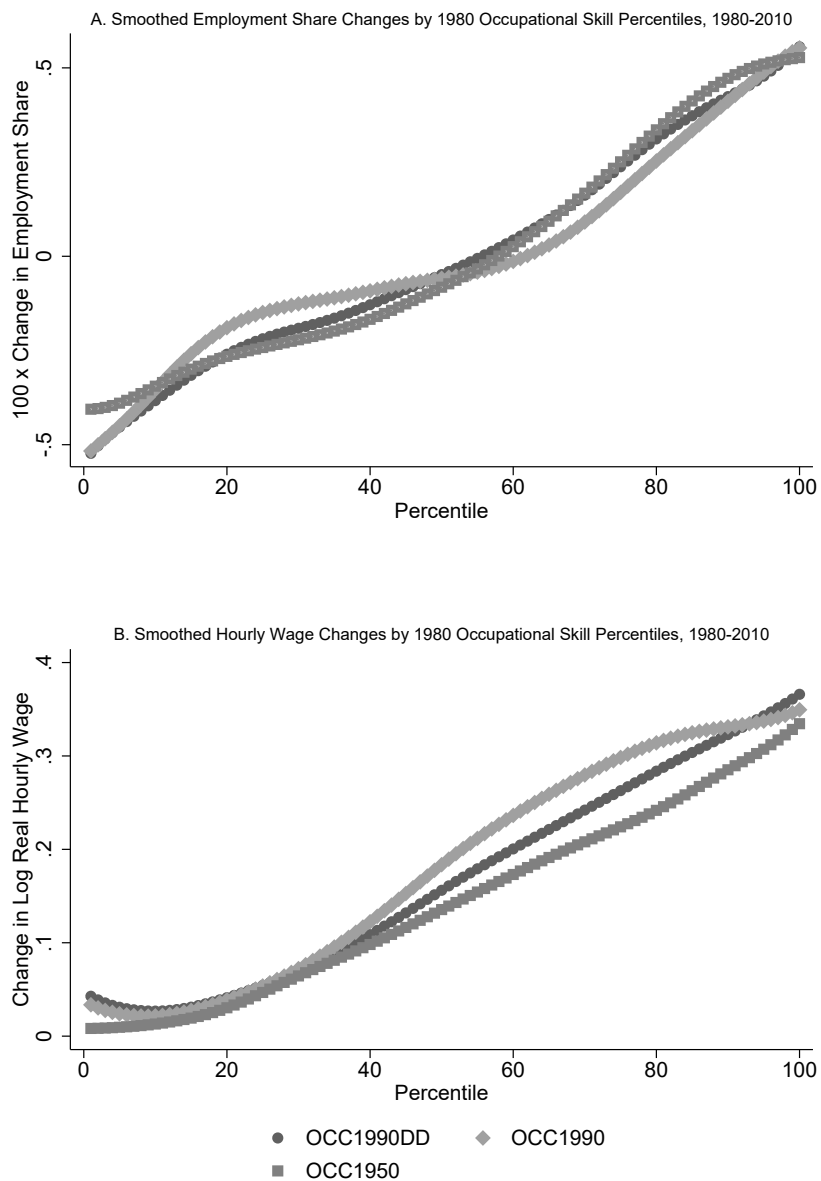 A. Smoothed Employment Share Changes by 1980 Occupational Skill Percentiles, 1980-2010
100 x Change in Employment Share
.5
0
-.5
0 20 40 60 80 100
Percentile
B. Smoothed Hourly Wage Changes by 1980 Occupational Skill Percentiles, 1980-2010
Change in Log Real Hourly Wage
.4
.3
.2
.1
0
0 20 40 60 80 100
Percentile
OCC1990DD OCC1990
OCC1950